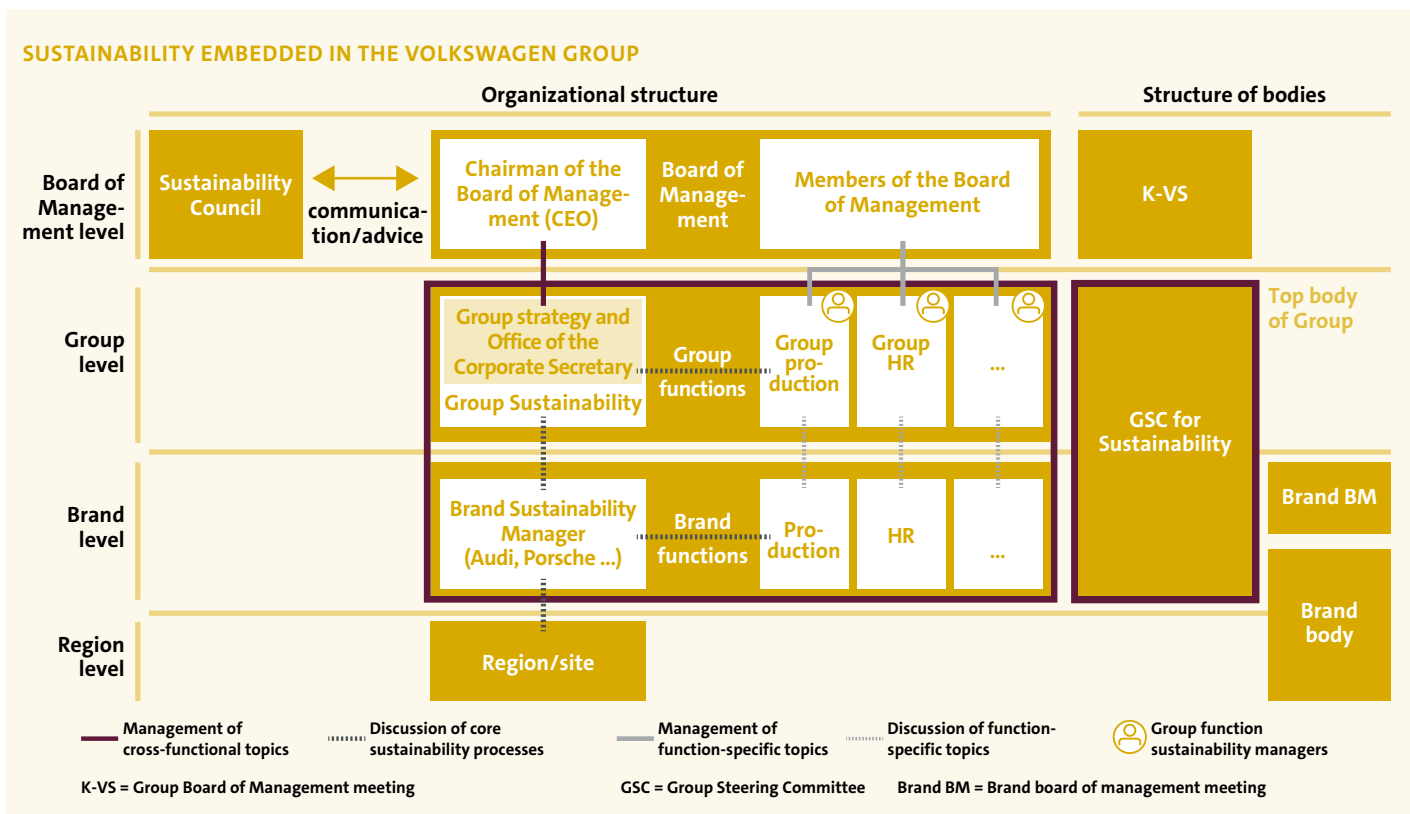 SUSTAINABILITY EMBEDDED IN THE VOLKSWAGEN GROUP
Organizational structure
Structure of bodies
Board of
Manage-
ment level
Sustainability
Council
communica-
tion/advice
Chairman of the
Board of Manage-
ment (CEO)
Board of
Manage-
ment
Members of the Board
of Management
K-VS
Top body
of Group
Group
level
Group strategy and
Office of the
Corporate Secretary
Group Sustainability
Group
functions
Group
pro-
duction
Group
HR
...
GSC for
Sustainability
Brand
level
Brand Sustainability
Manager
(Audi, Porsche ...)
Brand
functions
Pro-
duction
HR
...
Brand BM
Brand
body
Region
level
Region/site
Management of
cross-functional topics
Discussion of core
sustainability processes
Management of
function-specific topics
Discussion of function-
specific topics
Group function
sustainability managers
K-VS = Group Board of Management meeting
GSC = Group Steering Committee
Brand BM = Brand board of management meeting